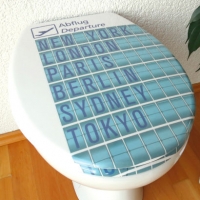 Abflug
Departure
NEW YORK
LONDON
PARIS
BERLIN
SYDNEY
TOKYO